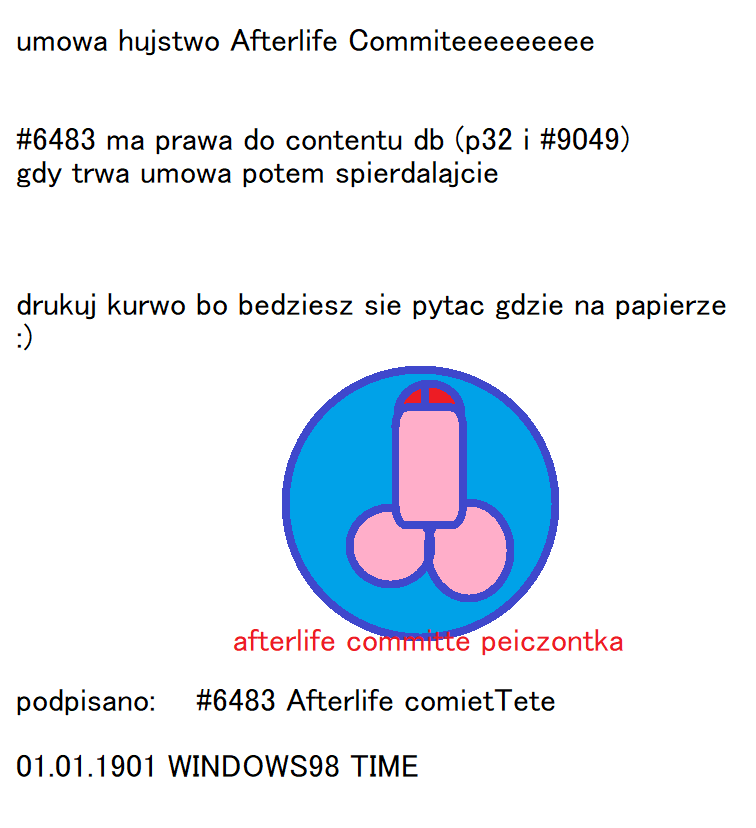 umowa hujstwo Afterlife Commiteeeeeeeee
#6483 ma prawa do contentu db (p32 i #9049)
gdy trwa umowa potem spierdalajcie
drukuj kurwo bo bedziesz sie pytac gdzie na papierze
:)
afterlife committe peiczontka
podpisano: #6483 Afterlife comietTete
01.01.1901 WINDOWS98 TIME